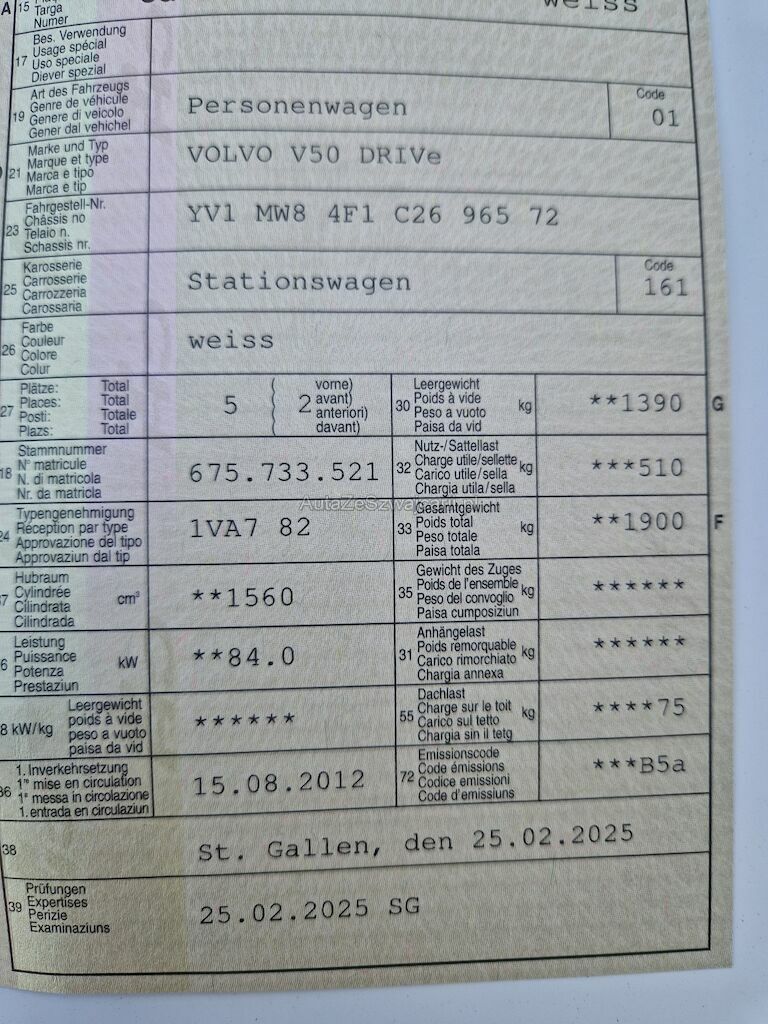 A
15 Targa
Numer
weiss
17
Bes. Verwendung
Usage spécial
Uso speciale
Diever spezial
19
Art des Fahrzeugs
Genre de véhicule
Genere di veicolo
Gener dal vehichel
Personenwagen
Code
01
21
Marke und Typ
Marque et type
Marca e tipo
Marca e tip
VOLVO V50 DRIVe
23
Fahrgestell-Nr.
Châssis no
Telaio n.
Schassis nr.
YV1 MW8 4F1 C26 965 72
25
Karosserie
Carrosserie
Carrozzeria
Carossaria
Stationswagen
Code
161
26
Farbe
Couleur
Colore
Colur
weiss
27
Plätze: Total
Places: Total
Posti: Totale
Plazs: Total
5 ( 2 vorne)
avant)
anteriori)
davant)
30
Leergewicht
Poids à vide
Peso a vuoto
Paisa da vid
kg
**1390
G
18
Stammnummer
N° matricule
N. di matricola
Nr. da matricla
675.733.521
32
Nutz-/Sattellast
Charge utile/sellette
Carico utile/sella
Chargia utila/sella
kg
***510
24
Typengenehmigung
Réception par type
Approvazione del tipo
Approvaziun dal tip
1VA7 82
33
Gesamtgewicht
Poids total
Peso totale
Paisa totala
kg
**1900
F
37
Hubraum
Cylindrée
Cilindrata
Cilindrada
cm³
**1560
35
Gewicht des Zuges
Poids de l'ensemble
Peso del convoglio
Paisa cumposiziun
kg
******
6
Leistung
Puissance
Potenza
Prestaziun
kW
**84.0
31
Anhängelast
Poids remorquable
Carico rimorchiato
Chargia annexa
kg
******
8 kW/kg
Leergewicht
poids à vide
peso a vuoto
paisa da vid
******
55
Dachlast
Charge sur le toit
Carico sul tetto
Chargia sin il tetg
kg
****75
36
1. Inverkehrsetzung
1re mise en circulation
1a messa in circolazione
1. entrada en circulaziun
15.08.2012
72
Emissionscode
Code émissions
Codice emissioni
Code d'emissiuns
***B5a
38
St. Gallen, den 25.02.2025
39
Prüfungen
Expertises
Perizie
Examinaziuns
25.02.2025 SG